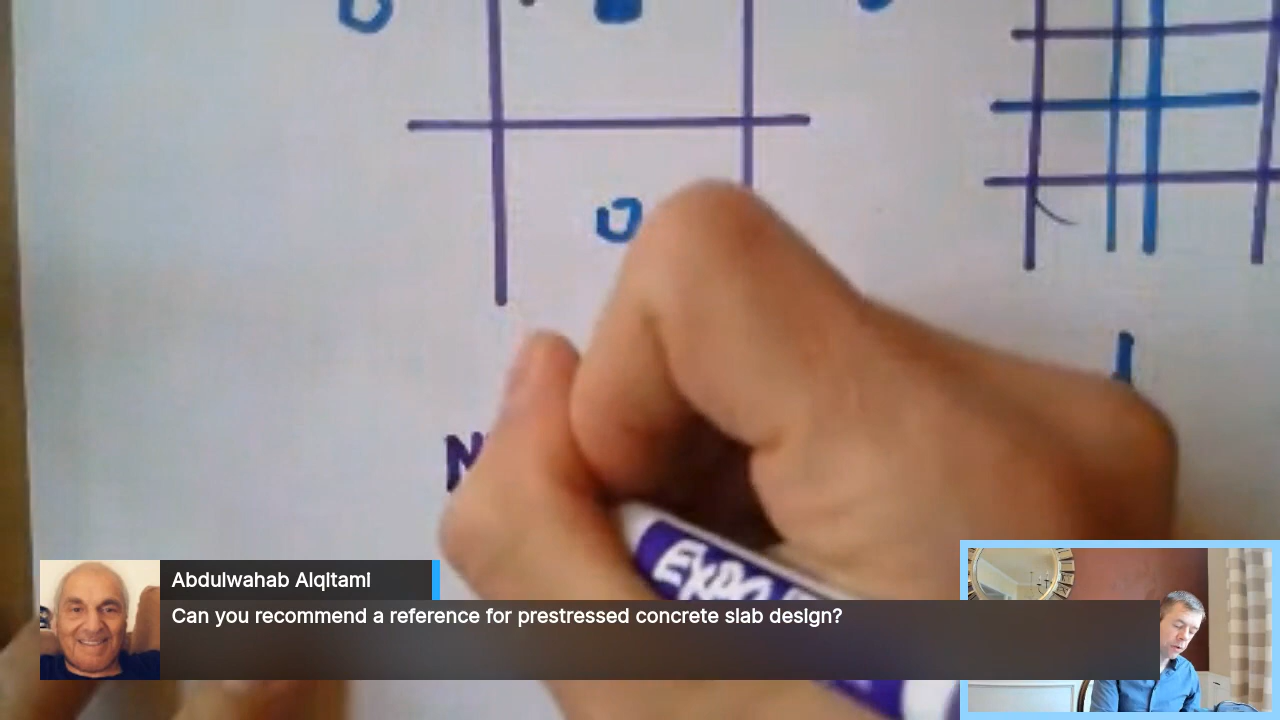 N
EXPO
Abdulwahab Alqitami
Can you recommend a reference for prestressed concrete slab design?